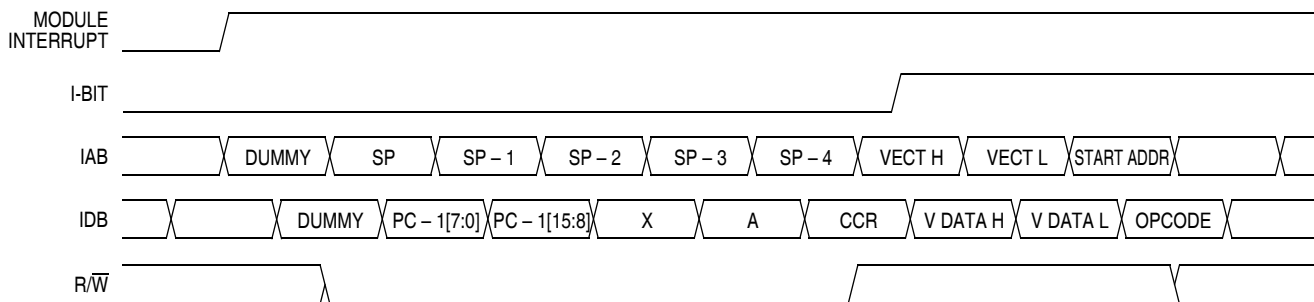 MODULE
INTERRUPT
I-BIT
IAB DUMMY SP SP – 1 SP – 2 SP – 3 SP – 4 VECT H VECT L START ADDR
IDB DUMMY PC – 1[7:0] PC – 1[15:8] X A CCR V DATA H V DATA L OPCODE
R/W̅